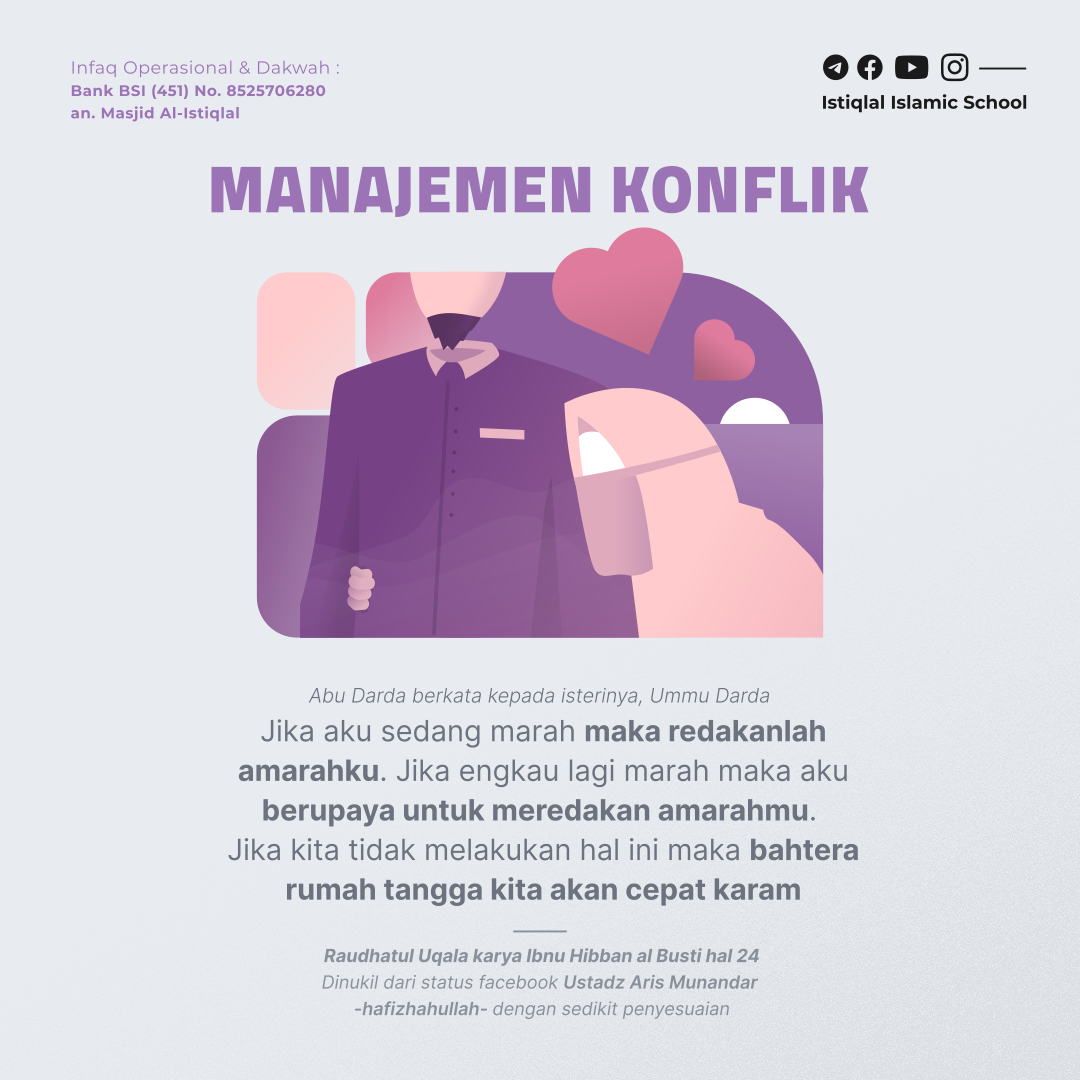 Infaq Operasional & Dakwah :
Bank BSI (451) No. 8525706280
an. Masjid Al-Istiqlal
Istiqlal Islamic School
MANAJEMEN KONFLIK
Abu Darda berkata kepada isterinya, Ummu Darda
Jika aku sedang marah maka redakanlah
amarahku. Jika engkau lagi marah maka aku
berupaya untuk meredakan amarahmu.
Jika kita tidak melakukan hal ini maka bahtera
rumah tangga kita akan cepat karam
Raudhatul Uqala karya Ibnu Hibban al Busti hal 24
Dinukil dari status facebook Ustadz Aris Munandar
-hafizhahullah- dengan sedikit penyesuaian